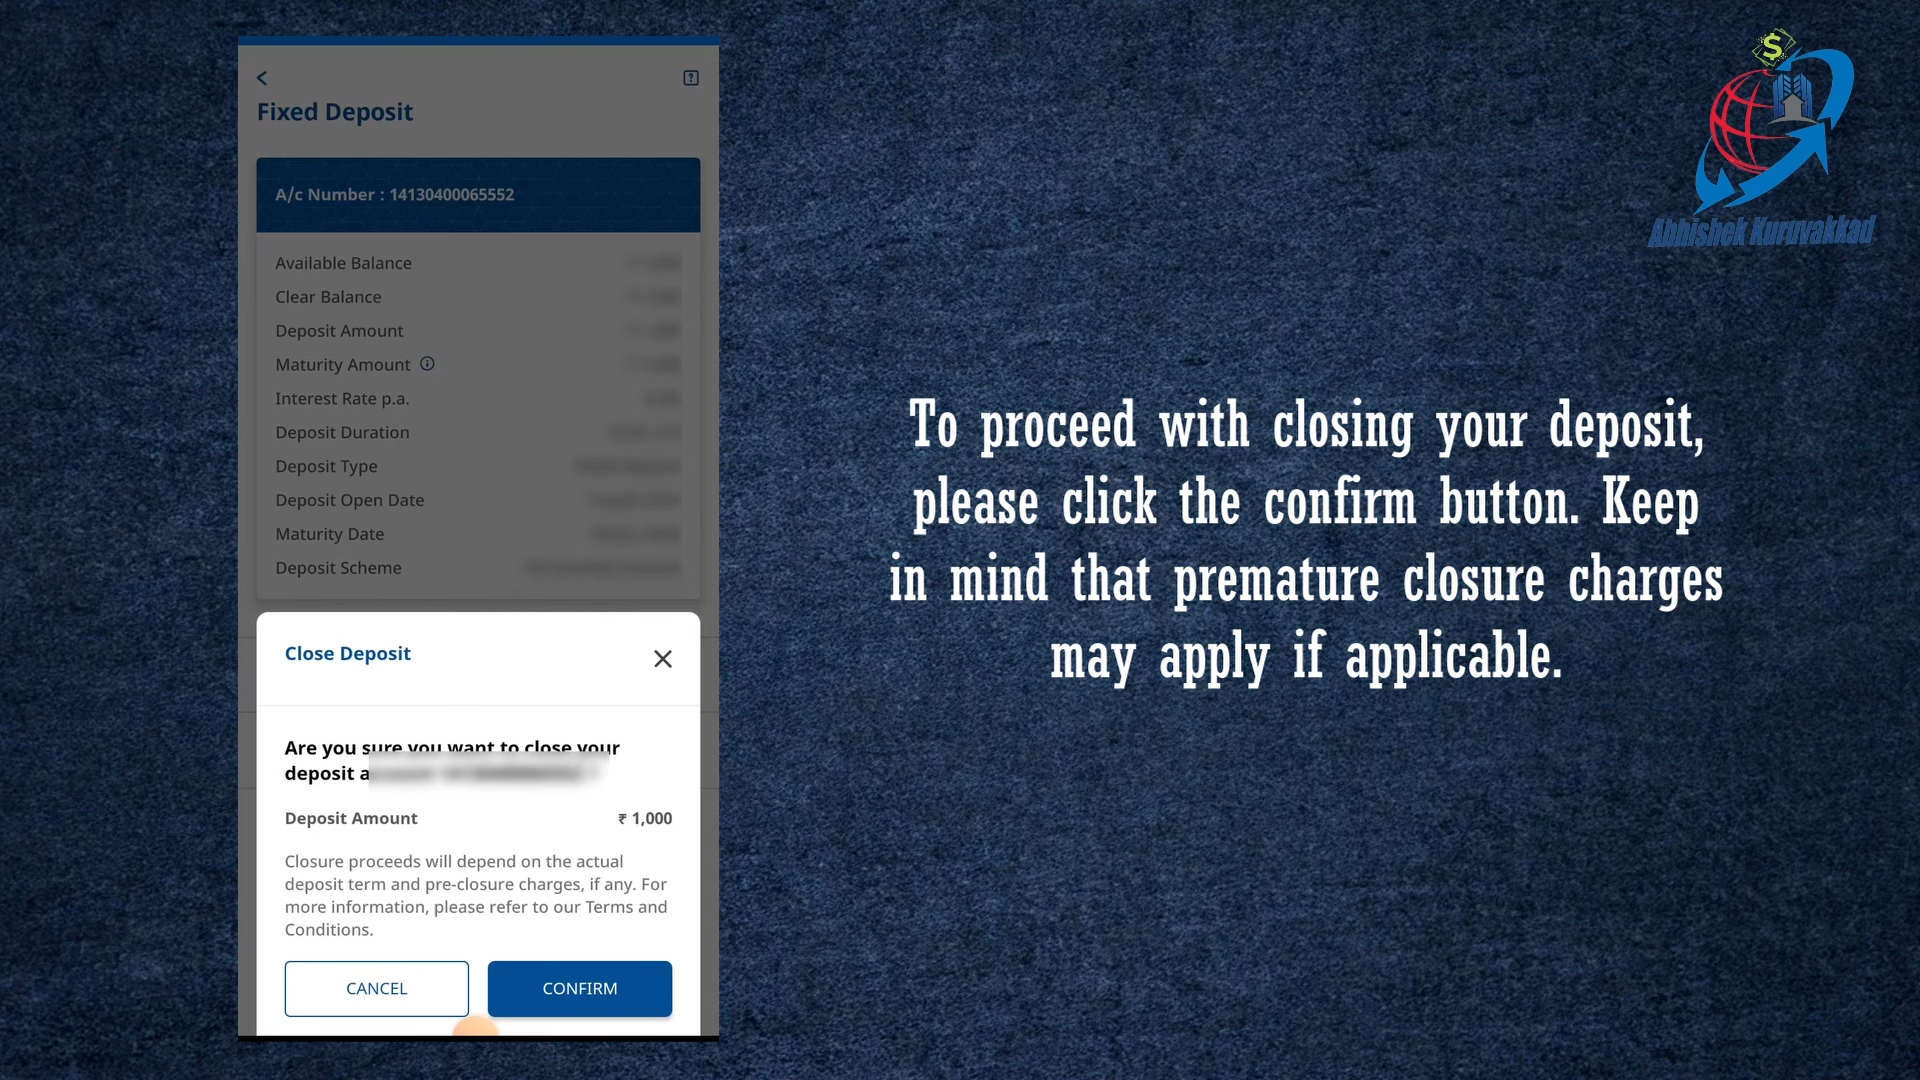 Fixed Deposit
A/c Number : 14130400065552
Available Balance
Clear Balance
Deposit Amount
Maturity Amount
Interest Rate p.a.
Deposit Duration
Deposit Type
Deposit Open Date
Maturity Date
Deposit Scheme
Close Deposit
Are you sure you want to close your
deposit
Deposit Amount ₹ 1,000
Closure proceeds will depend on the actual
deposit term and pre-closure charges, if any. For
more information, please refer to our Terms and
Conditions.
CANCEL CONFIRM
$
Abhishek Kuruvakkad
To proceed with closing your deposit,
please click the confirm button. Keep
in mind that premature closure charges
may apply if applicable.